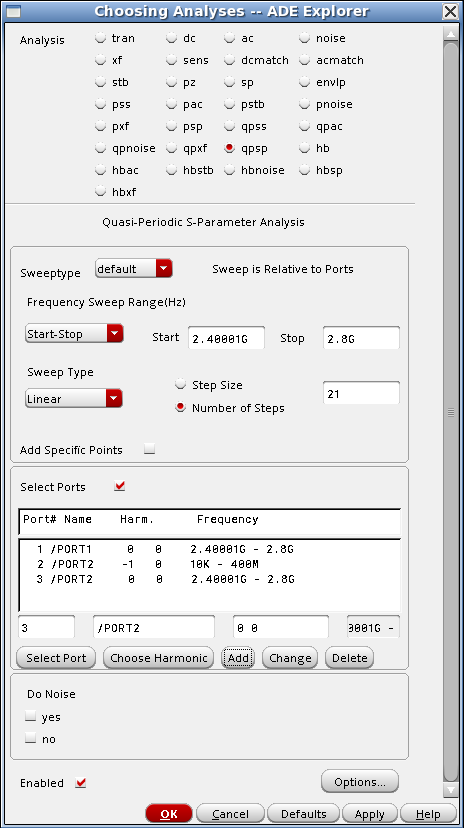 Choosing Analyses -- ADE Explorer
Analysis tran dc ac noise
xf sens dcmatch acmatch
stb pz sp envlp
pss pac pstb pnoise
pxf psp qpss qpac
qpnoise qpxf qpsp hb
hbac hbstb hbnoise hbsp
hbxf
Quasi-Periodic S-Parameter Analysis
Sweeptype default Sweep is Relative to Ports
Frequency Sweep Range(Hz)
Start-Stop Start 2.40001G Stop 2.8G
Sweep Type
Step Size
Linear 21
Number of Steps
Add Specific Points
Select Ports
Port# Name Harm. Frequency
1 /PORT1 0 0 2.40001G - 2.8G
2 /PORT2 -1 0 10K - 400M
3 /PORT2 0 0 2.40001G - 2.8G
3 /PORT2 0 0 0001G -
Select Port Choose Harmonic Add Change Delete
Do Noise
yes
no
Enabled Options...
OK Cancel Defaults Apply Help